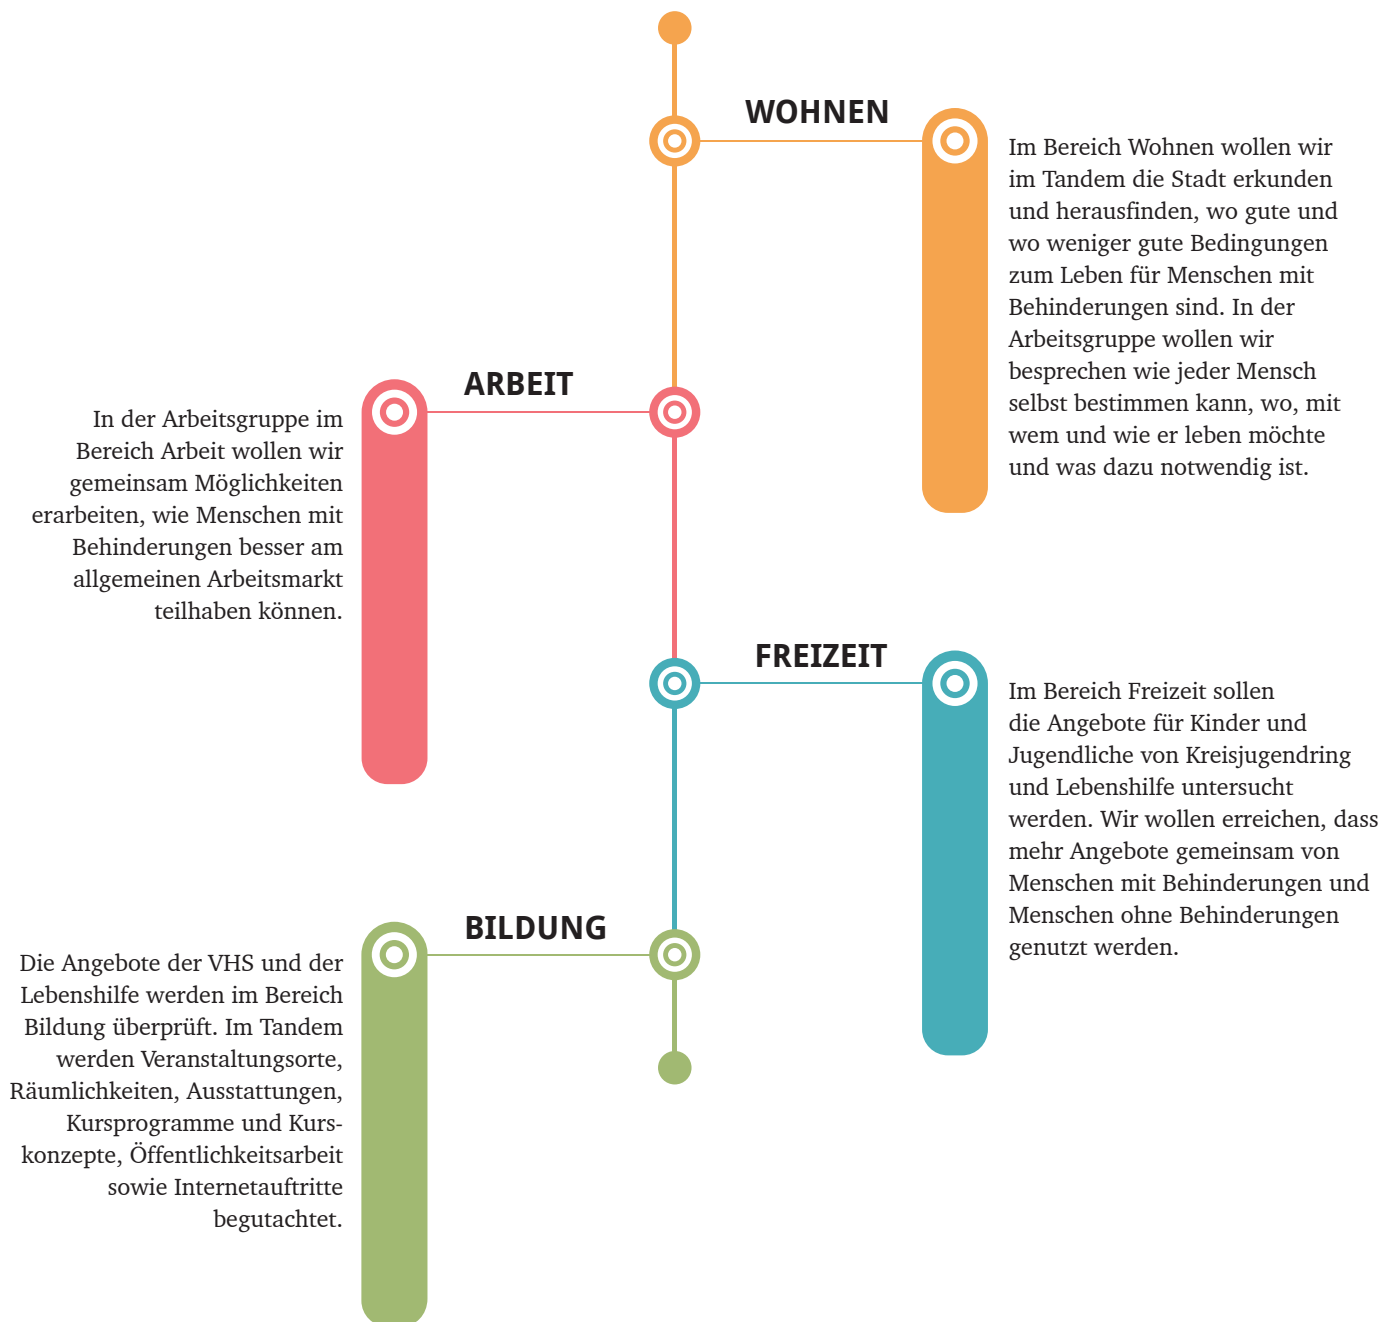 WOHNEN
Im Bereich Wohnen wollen wir
im Tandem die Stadt erkunden
und herausfinden, wo gute und
wo weniger gute Bedingungen
zum Leben für Menschen mit
Behinderungen sind. In der
Arbeitsgruppe wollen wir
besprechen wie jeder Mensch
selbst bestimmen kann, wo, mit
wem und wie er leben möchte
und was dazu notwendig ist.
ARBEIT
In der Arbeitsgruppe im
Bereich Arbeit wollen wir
gemeinsam Möglichkeiten
erarbeiten, wie Menschen mit
Behinderungen besser am
allgemeinen Arbeitsmarkt
teilhaben können.
FREIZEIT
Im Bereich Freizeit sollen
die Angebote für Kinder und
Jugendliche von Kreisjugendring
und Lebenshilfe untersucht
werden. Wir wollen erreichen, dass
mehr Angebote gemeinsam von
Menschen mit Behinderungen und
Menschen ohne Behinderungen
genutzt werden.
BILDUNG
Die Angebote der VHS und der
Lebenshilfe werden im Bereich
Bildung überprüft. Im Tandem
werden Veranstaltungsorte,
Räumlichkeiten, Ausstattungen,
Kursprogramme und Kurs-
konzepte, Öffentlichkeitsarbeit
sowie Internetauftritte
begutachtet.